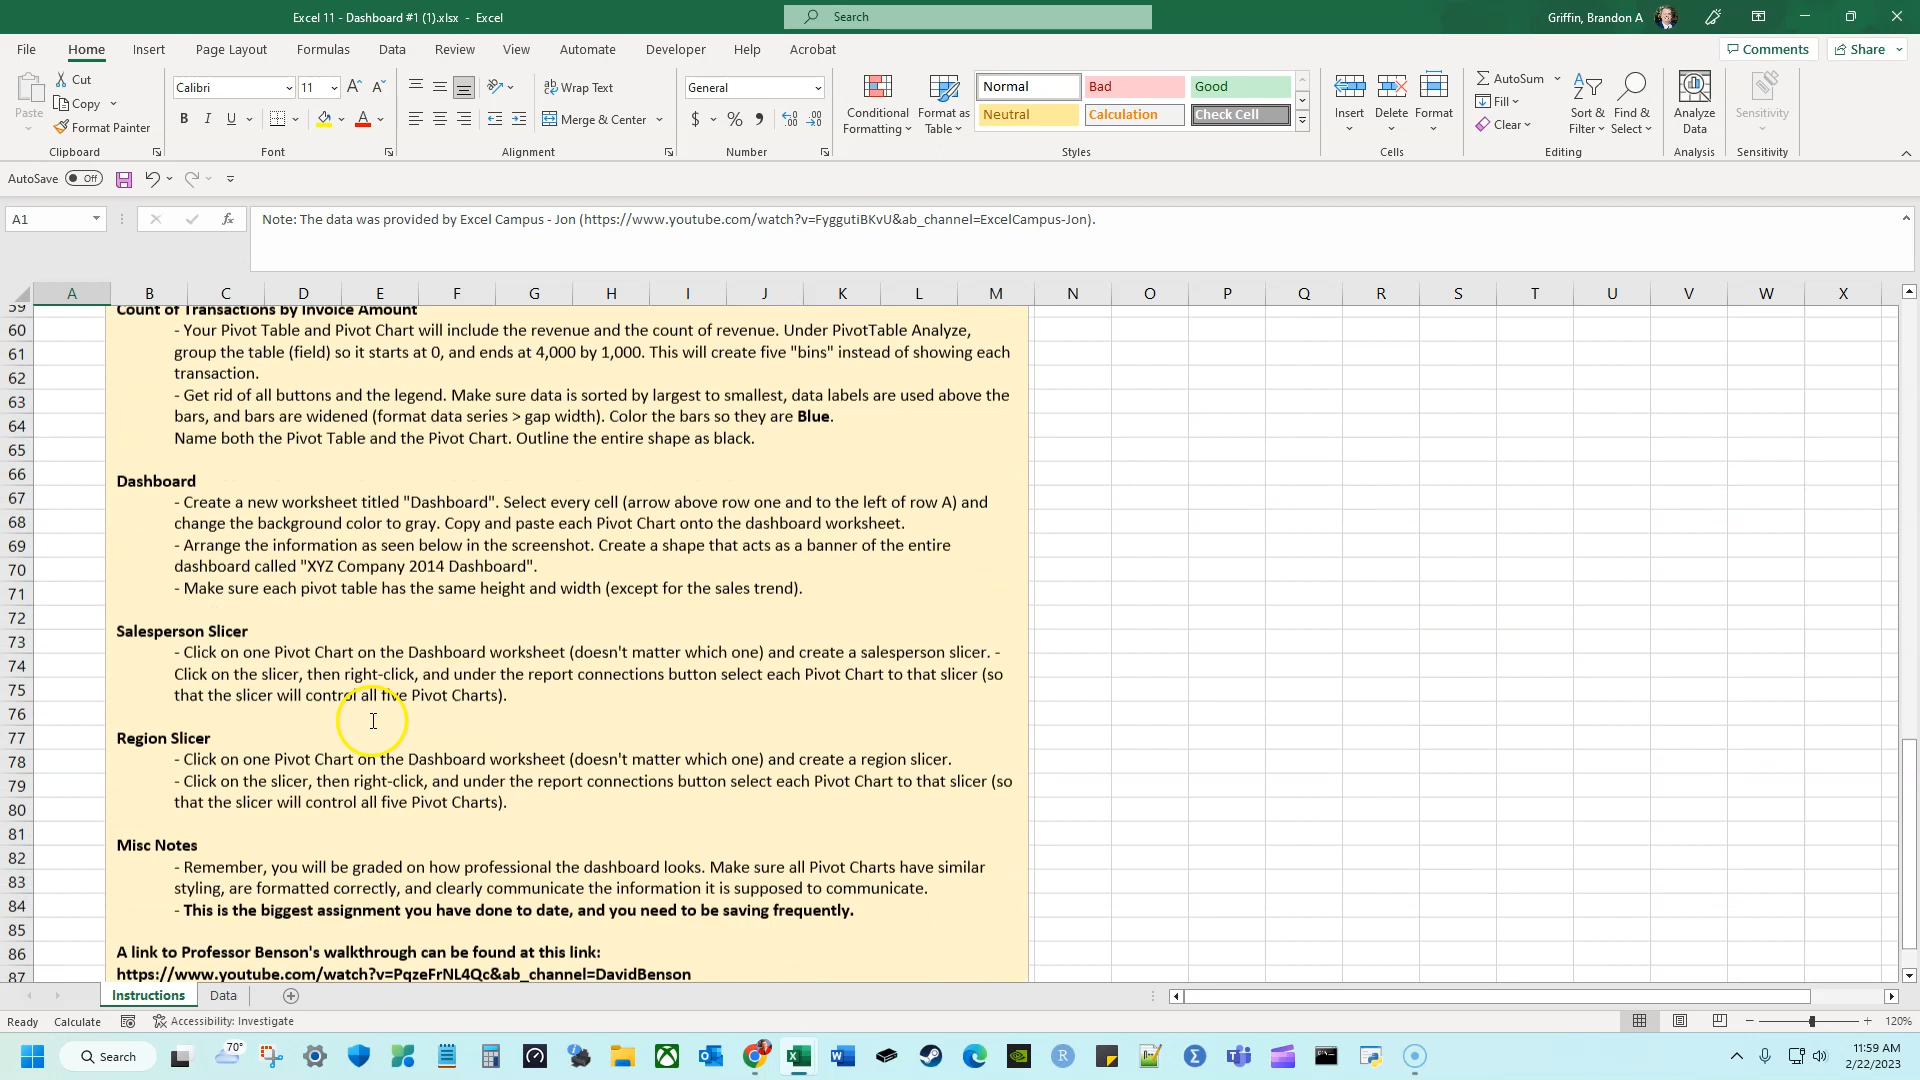 Excel 11 - Dashboard #1 (1).xlsx - Excel
Search
Griffin, Brandon A
File Home Insert Page Layout Formulas Data Review View Automate Developer Help Acrobat
Comments Share
Paste
Cut
Copy
Format Painter
Clipboard
Calibri 11
B I U
Font
Wrap Text
Merge & Center
Alignment
General
$ % 9
Number
Conditional Formatting
Format as Table
Normal Bad Good
Neutral Calculation Check Cell
Styles
Insert Delete Format
Cells
AutoSum
Fill
Clear
Sort & Filter
Find & Select
Editing
Analyze Data
Analysis
Sensitivity
Sensitivity
AutoSave Off
A1
fx
Note: The data was provided by Excel Campus - Jon (https://www.youtube.com/watch?v=FyggutiBKvU&ab_channel=ExcelCampus-Jon).
A B C D E F G H I J K L M N O P Q R S T U V W X
59 Count of Transactions by Invoice Amount
60 - Your Pivot Table and Pivot Chart will include the revenue and the count of revenue. Under PivotTable Analyze,
61 group the table (field) so it starts at 0, and ends at 4,000 by 1,000. This will create five "bins" instead of showing each
62 transaction.
63 - Get rid of all buttons and the legend. Make sure data is sorted by largest to smallest, data labels are used above the
64 bars, and bars are widened (format data series > gap width). Color the bars so they are Blue.
65 Name both the Pivot Table and the Pivot Chart. Outline the entire shape as black.
66 Dashboard
67 - Create a new worksheet titled "Dashboard". Select every cell (arrow above row one and to the left of row A) and
68 change the background color to gray. Copy and paste each Pivot Chart onto the dashboard worksheet.
69 - Arrange the information as seen below in the screenshot. Create a shape that acts as a banner of the entire
70 dashboard called "XYZ Company 2014 Dashboard".
71 - Make sure each pivot table has the same height and width (except for the sales trend).
72
73 Salesperson Slicer
74 - Click on one Pivot Chart on the Dashboard worksheet (doesn't matter which one) and create a salesperson slicer. -
75 Click on the slicer, then right-click, and under the report connections button select each Pivot Chart to that slicer (so
76 that the slicer will control all five Pivot Charts).
77 Region Slicer
78 - Click on one Pivot Chart on the Dashboard worksheet (doesn't matter which one) and create a region slicer.
79 - Click on the slicer, then right-click, and under the report connections button select each Pivot Chart to that slicer (so
80 that the slicer will control all five Pivot Charts).
81
82 Misc Notes
83 - Remember, you will be graded on how professional the dashboard looks. Make sure all Pivot Charts have similar
84 styling, are formatted correctly, and clearly communicate the information it is supposed to communicate.
85 - This is the biggest assignment you have done to date, and you need to be saving frequently.
86 A link to Professor Benson's walkthrough can be found at this link:
87 https://www.youtube.com/watch?v=PqzeFrNL4Qc&ab_channel=DavidBenson
Instructions Data
Ready Calculate Accessibility: Investigate 120%
70° Search
11:59 AM
2/22/2023